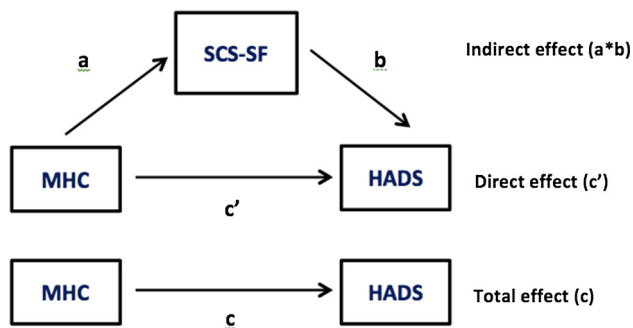 SCS-SF
Indirect effect (a*b)
a
b
MHC
HADS
Direct effect (c’)
c’
MHC
HADS
Total effect (c)
c